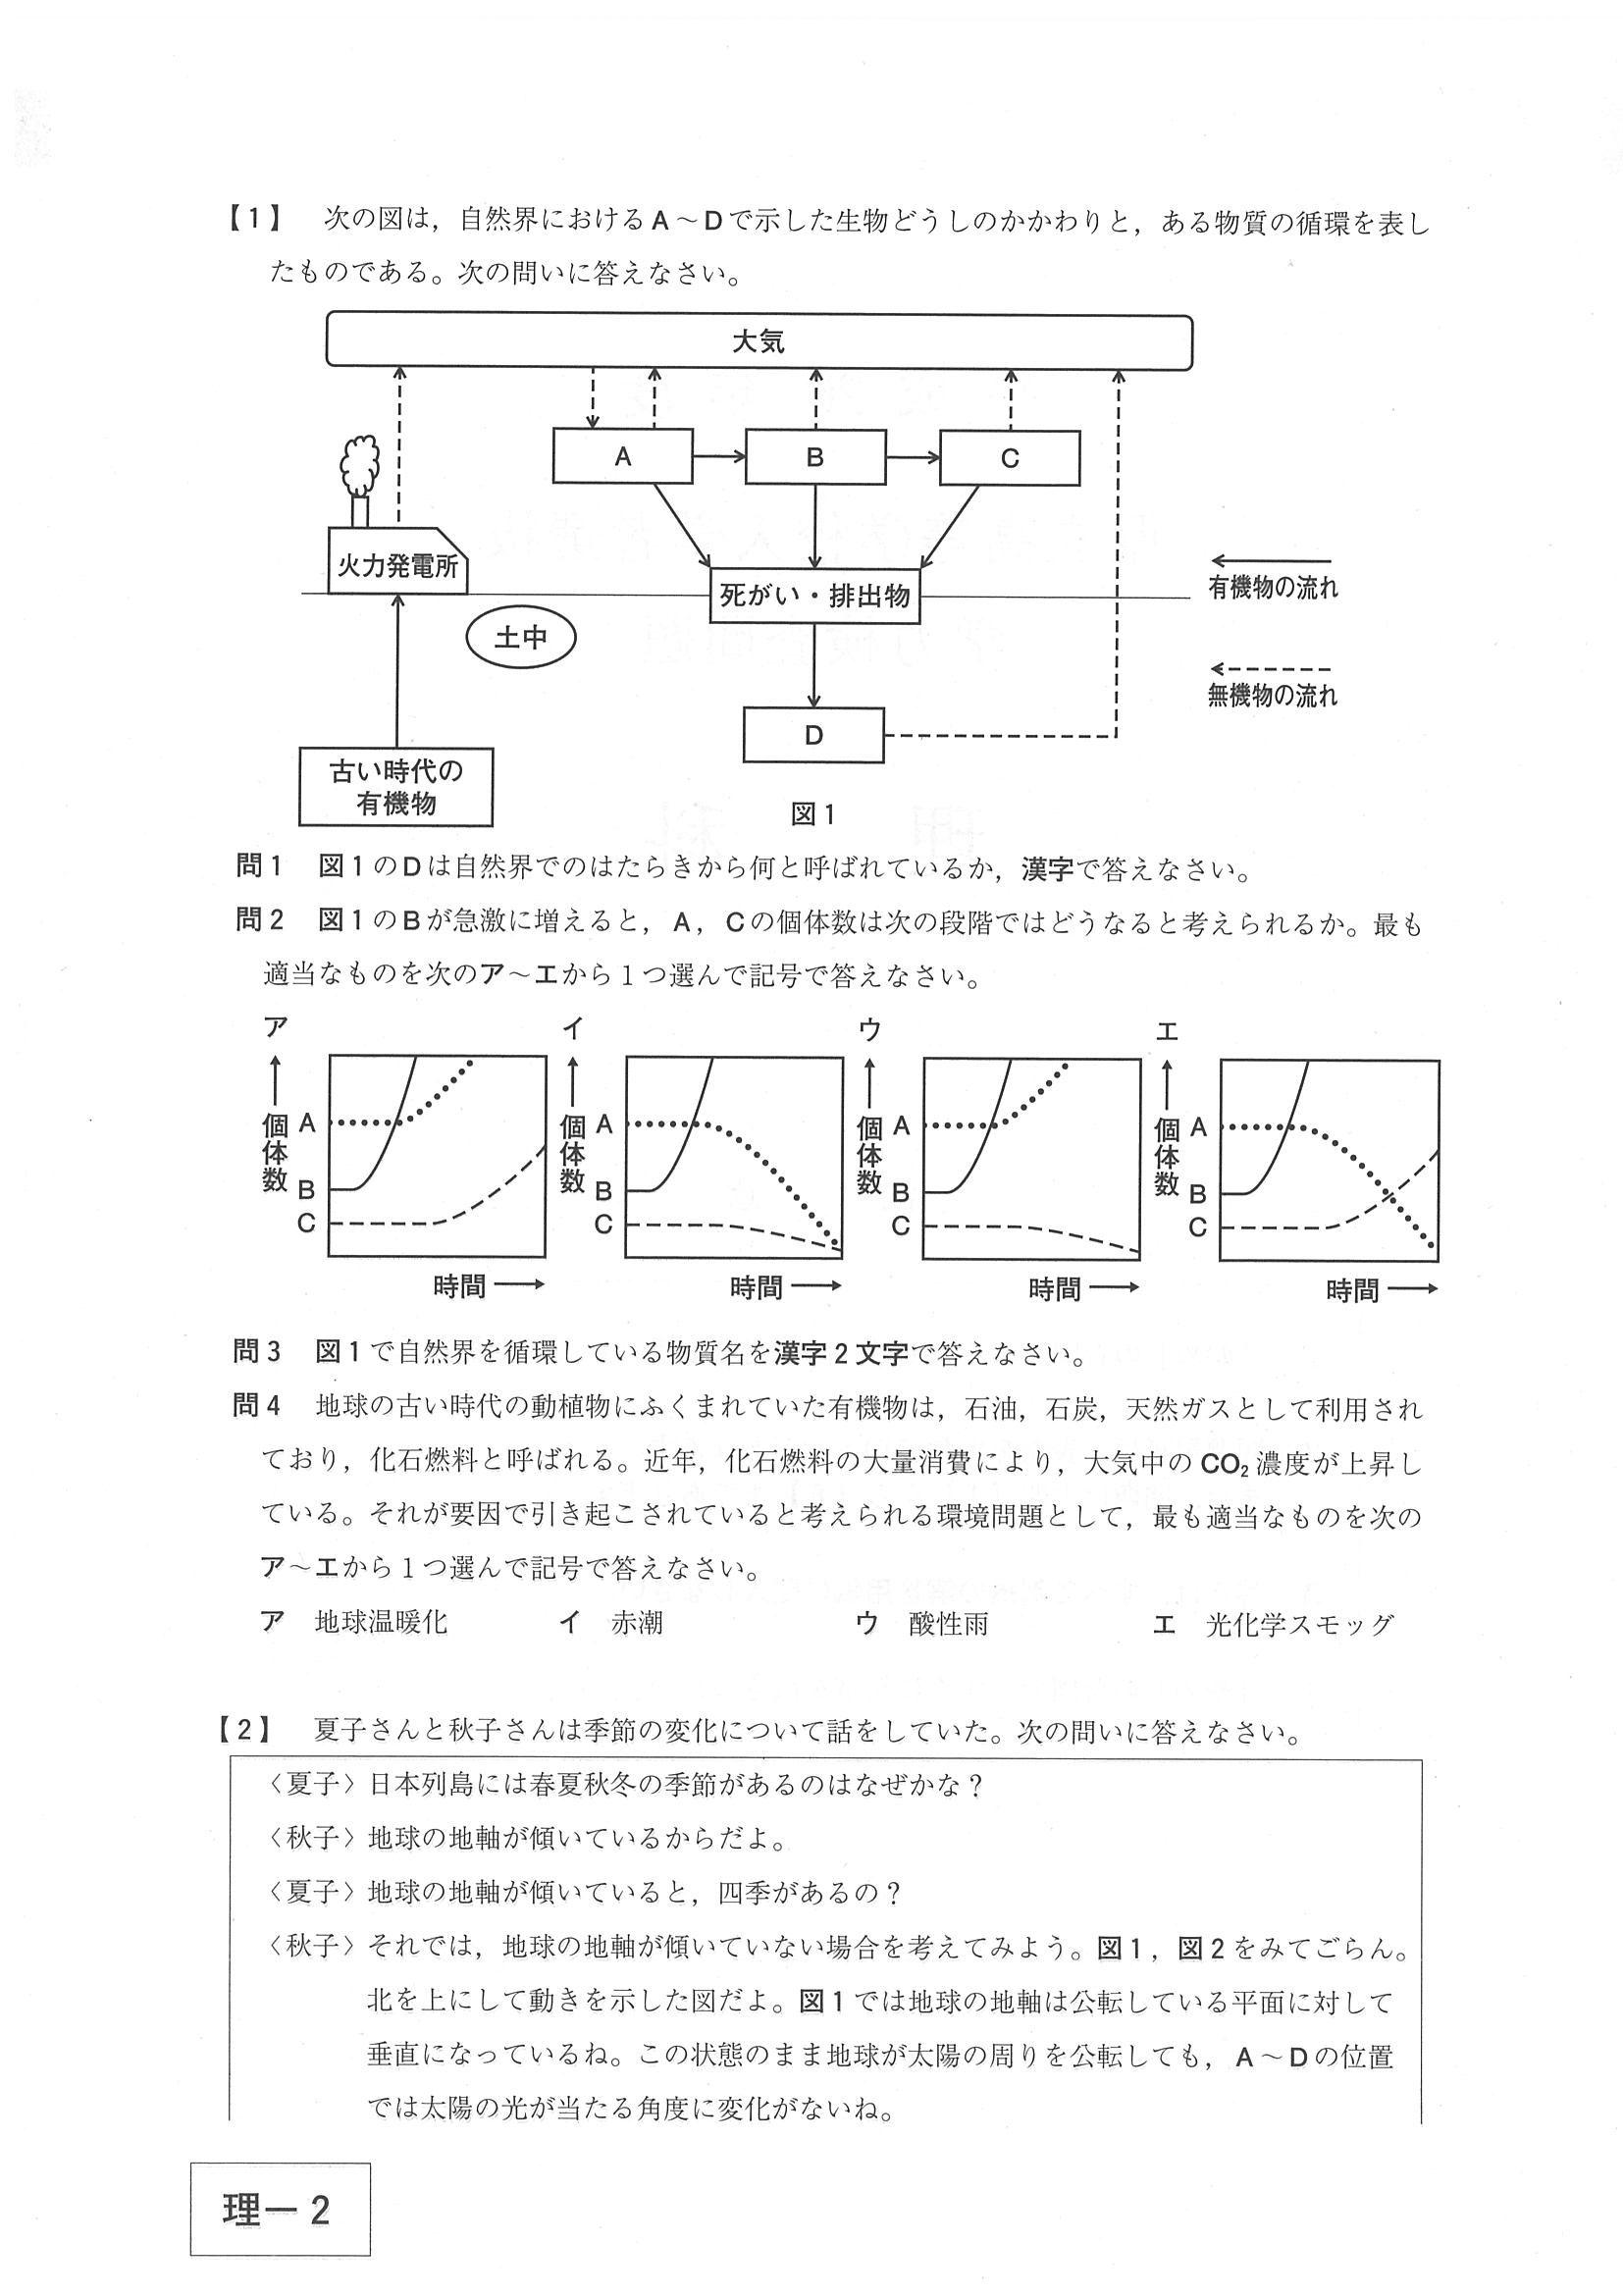 【1】　次の図は，自然界におけるA～Dで示した生物どうしのかかわりと，ある物質の循環を表し
たものである。次の問いに答えなさい。
大気
A
B
C
火力発電所
死がい・排出物
有機物の流れ
土中
無機物の流れ
D
古い時代の
有機物
図1
問1　図1のDは自然界でのはたらきから何と呼ばれているか，漢字で答えなさい。
問2　図1のBが急激に増えると，A，Cの個体数は次の段階ではどうなると考えられるか。最も
適当なものを次のア～エから1つ選んで記号で答えなさい。
ア
個体数
A
B
C
時間
イ
個体数
A
B
C
時間
ウ
個体数
A
B
C
時間
エ
個体数
A
B
C
時間
問3　図1で自然界を循環している物質名を漢字2文字で答えなさい。
問4　地球の古い時代の動植物にふくまれていた有機物は，石油，石炭，天然ガスとして利用され
ており，化石燃料と呼ばれる。近年，化石燃料の大量消費により，大気中のCO₂濃度が上昇し
ている。それが要因で引き起こされていると考えられる環境問題として，最も適当なものを次の
ア～エから1つ選んで記号で答えなさい。
ア　地球温暖化　イ　赤潮　ウ　酸性雨　エ　光化学スモッグ
【2】　夏子さんと秋子さんは季節の変化について話をしていた。次の問いに答えなさい。
〈夏子〉日本列島には春夏秋冬の季節があるのはなぜかな？
〈秋子〉地球の地軸が傾いているからだよ。
〈夏子〉地球の地軸が傾いていると，四季があるの？
〈秋子〉それでは，地球の地軸が傾いていない場合を考えてみよう。図1，図2をみてごらん。
北を上にして動きを示した図だよ。図1では地球の地軸は公転している平面に対して
垂直になっているね。この状態のまま地球が太陽の周りを公転しても，A～Dの位置
では太陽の光が当たる角度に変化がないね。
理―2